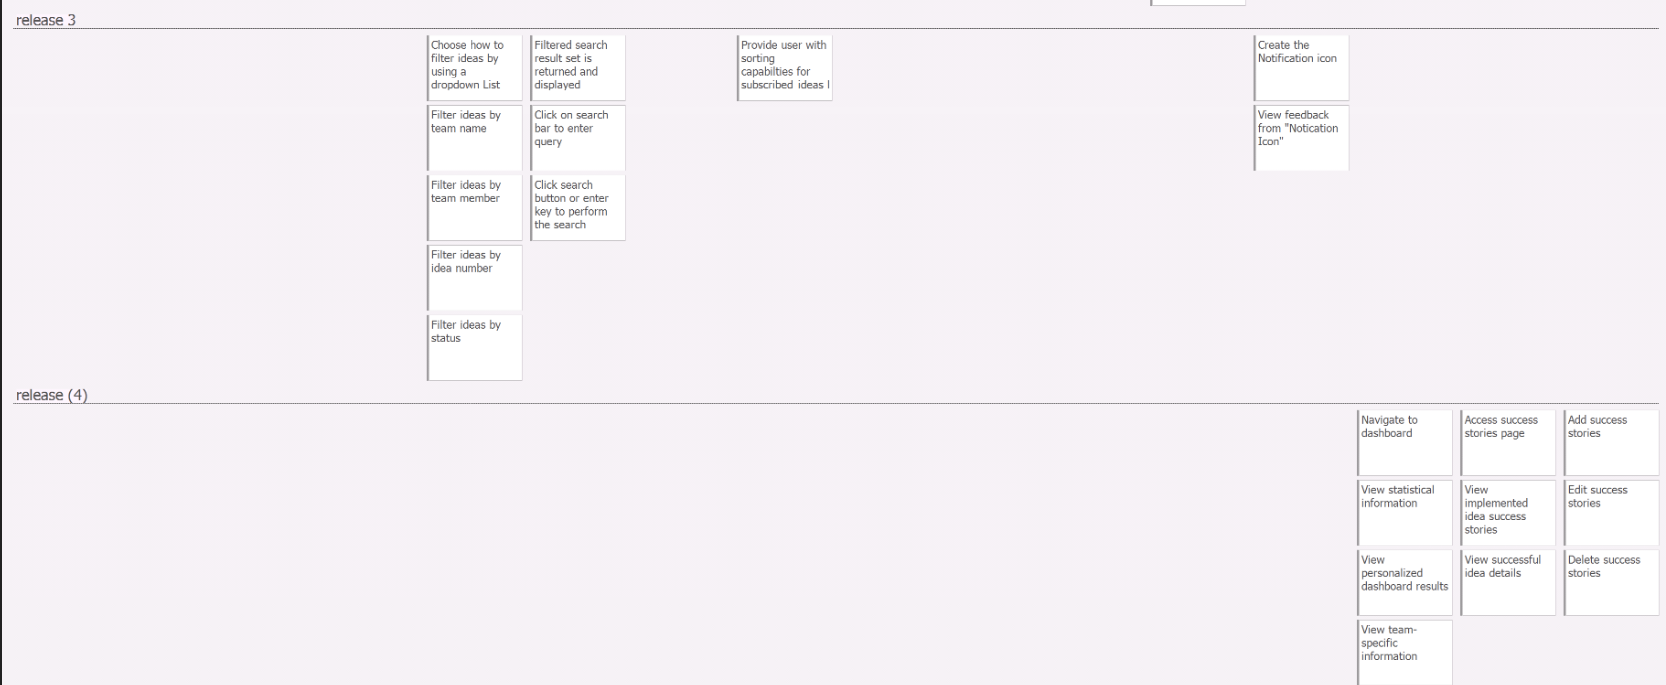 release 3
Choose how to
filter ideas by
using a
dropdown List
Filtered search
result set is
returned and
displayed
Provide user with
sorting
capabilties for
subscribed ideas l
Create the
Notification icon
Filter ideas by
team name
Click on search
bar to enter
query
View feedback
from "Notication
Icon"
Filter ideas by
team member
Click search
button or enter
key to perform
the search
Filter ideas by
idea number
Filter ideas by
status
release (4)
Navigate to
dashboard
Access success
stories page
Add success
stories
View statistical
information
View
implemented
idea success
stories
Edit success
stories
View
personalized
dashboard results
View successful
idea details
Delete success
stories
View team-
specific
information